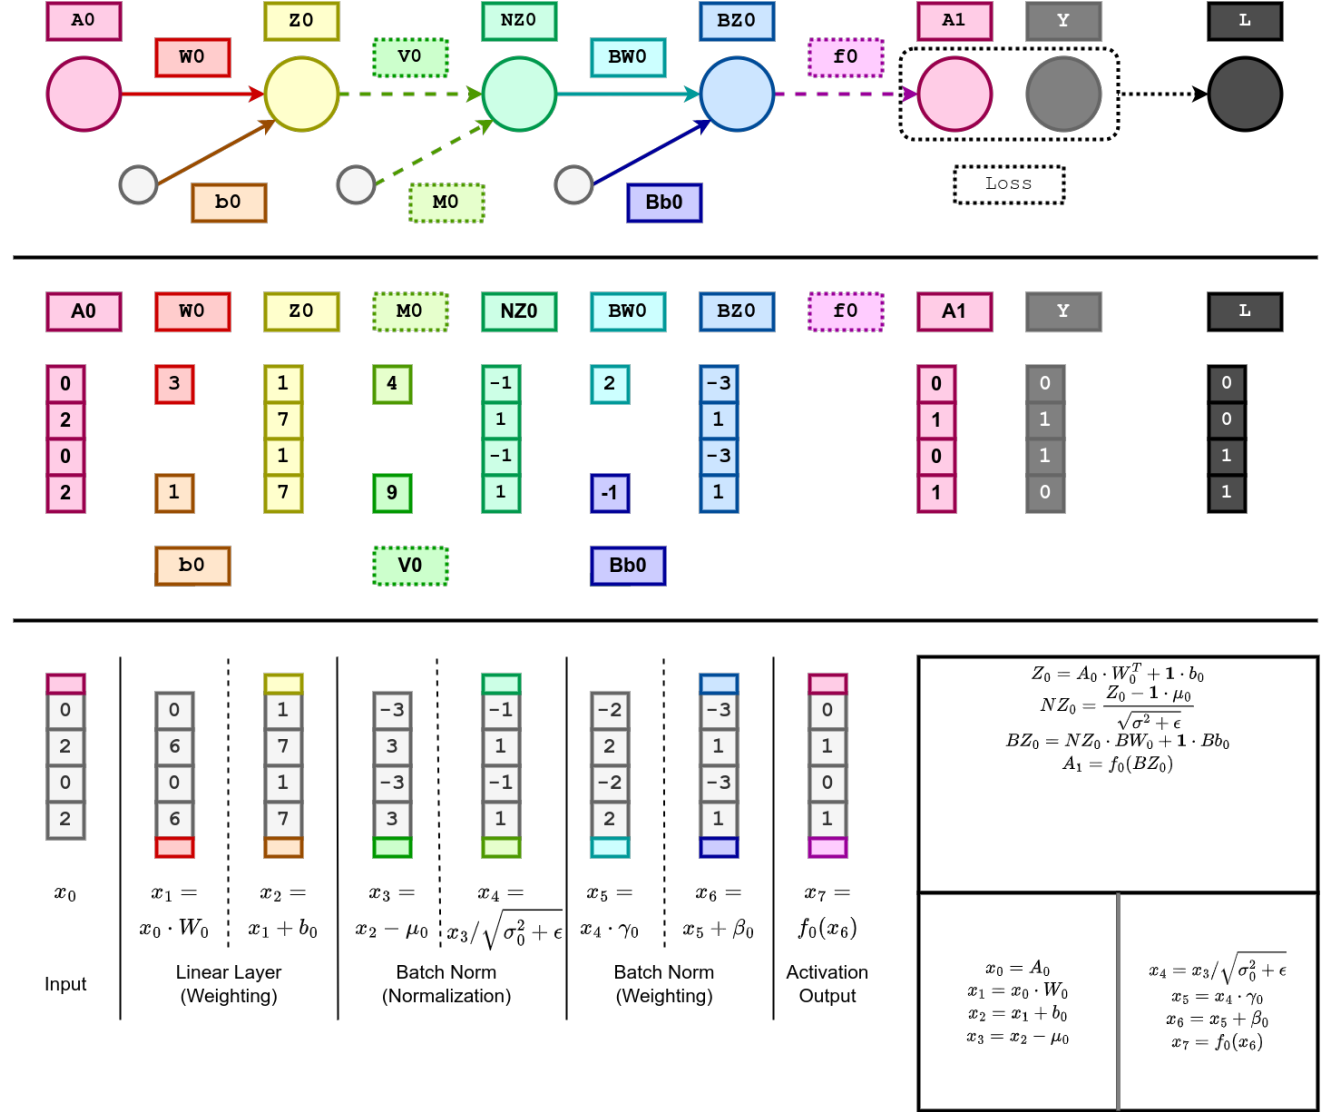 A0 Z0 NZ0 BZ0 A1 Y L
W0 V0 BW0 f0
b0 M0 Bb0 Loss
A0 W0 Z0 M0 NZ0 BW0 BZ0 f0 A1 Y L
0 3 1 4 -1 2 -3 0 0 0
2 7 1 1 1 1 0
0 1 -1 -3 0 1 1
2 1 7 9 1 -1 1 1 0 1
b0 V0 Bb0
0 0 1 -3 -1 -2 -3 0
2 6 7 3 1 2 1 1
0 0 1 -3 -1 -2 -3 0
2 6 7 3 1 2 1 1
x₀ x₁ = x₂ = x₃ = x₄ = x₅ = x₆ = x₇ =
x₀ · W₀ x₁ + b₀ x₂ − μ₀ x₃/√(σ₀² + ϵ) x₄ · γ₀ x₅ + β₀ f₀(x₆)
Input Linear Layer Batch Norm Batch Norm Activation
(Weighting) (Normalization) (Weighting) Output
Z₀ = A₀ · W₀ᵀ + 1 · b₀
NZ₀ = (Z₀ − 1 · μ₀)/√(σ² + ϵ)
BZ₀ = NZ₀ · BW₀ + 1 · Bb₀
A₁ = f₀(BZ₀)
x₀ = A₀
x₁ = x₀ · W₀
x₂ = x₁ + b₀
x₃ = x₂ − μ₀
x₄ = x₃/√(σ₀² + ϵ)
x₅ = x₄ · γ₀
x₆ = x₅ + β₀
x₇ = f₀(x₆)